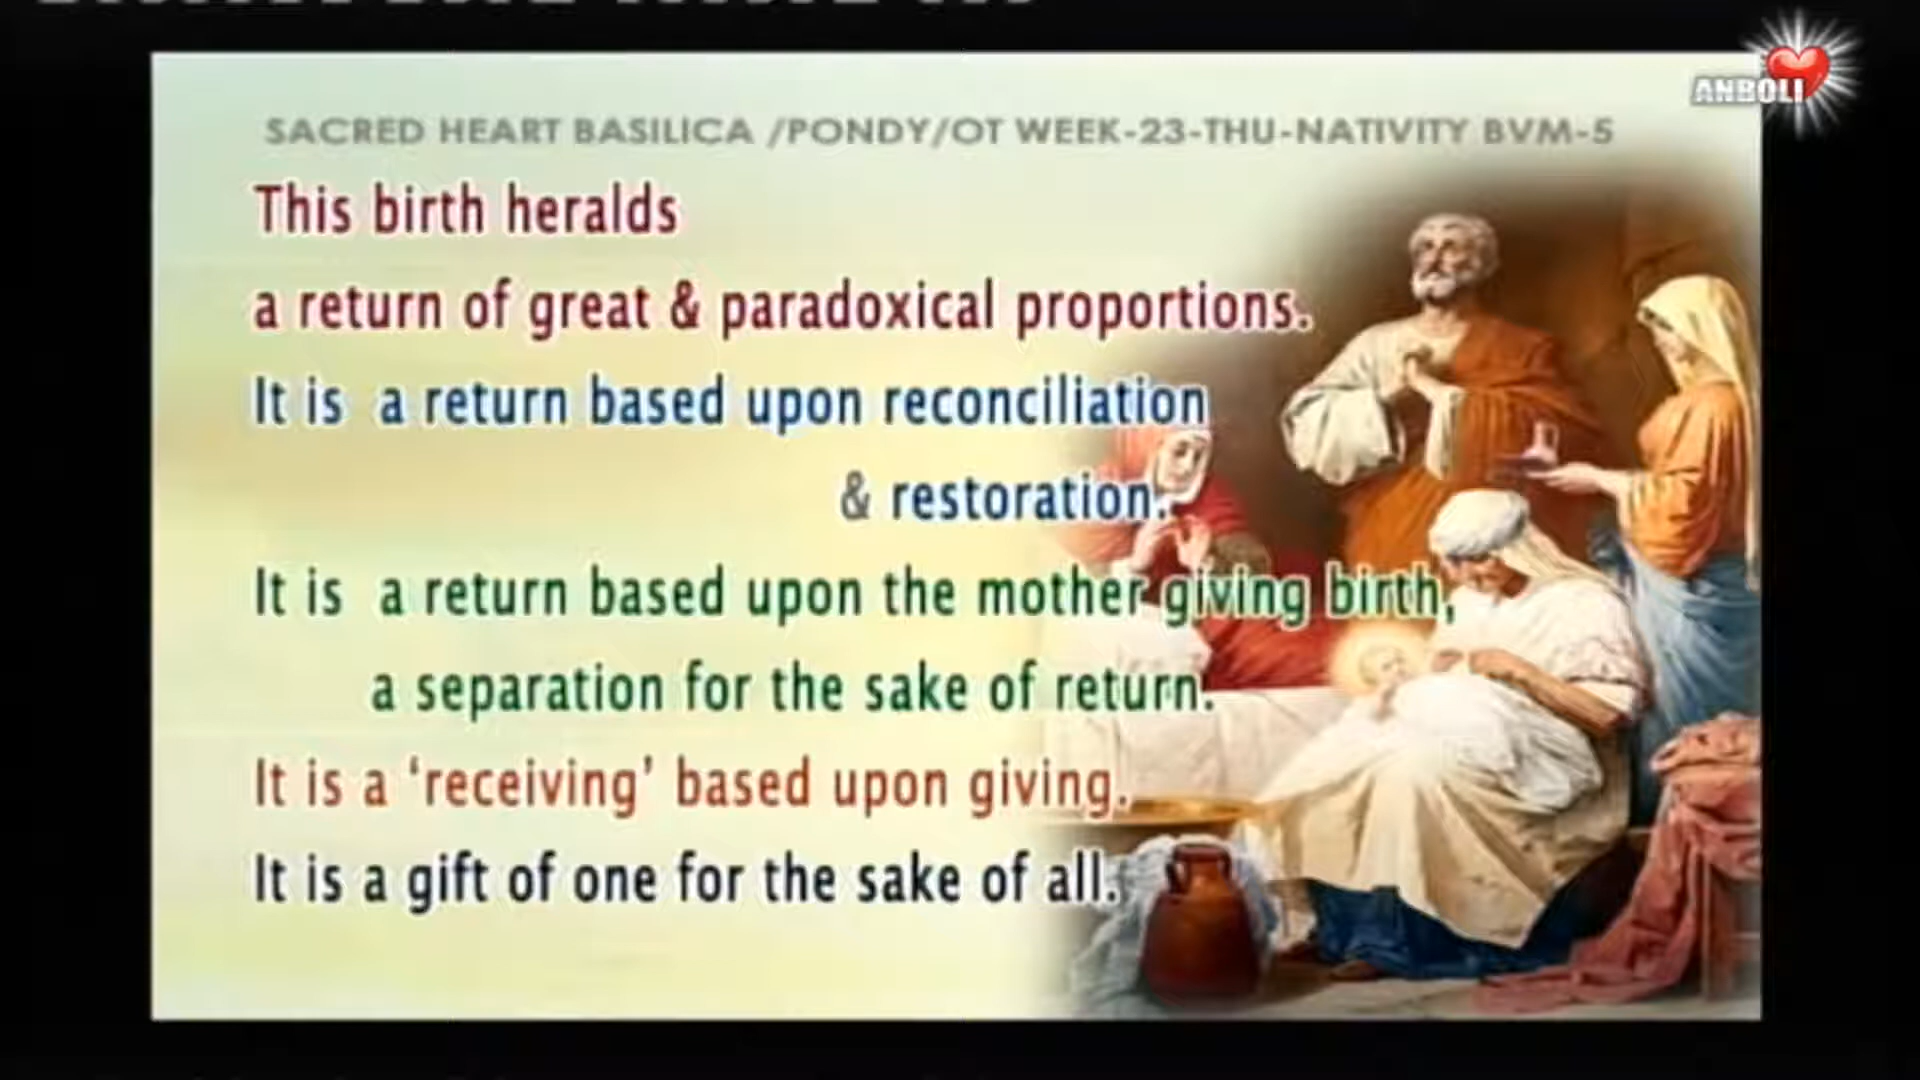 ANBOLI
SACRED HEART BASILICA /PONDY/OT WEEK-23-THU-NATIVITY BVM-5
This birth heralds
a return of great & paradoxical proportions.
It is a return based upon reconciliation
& restoration.
It is a return based upon the mother giving birth,
a separation for the sake of return.
It is a ‘receiving’ based upon giving.
It is a gift of one for the sake of all.